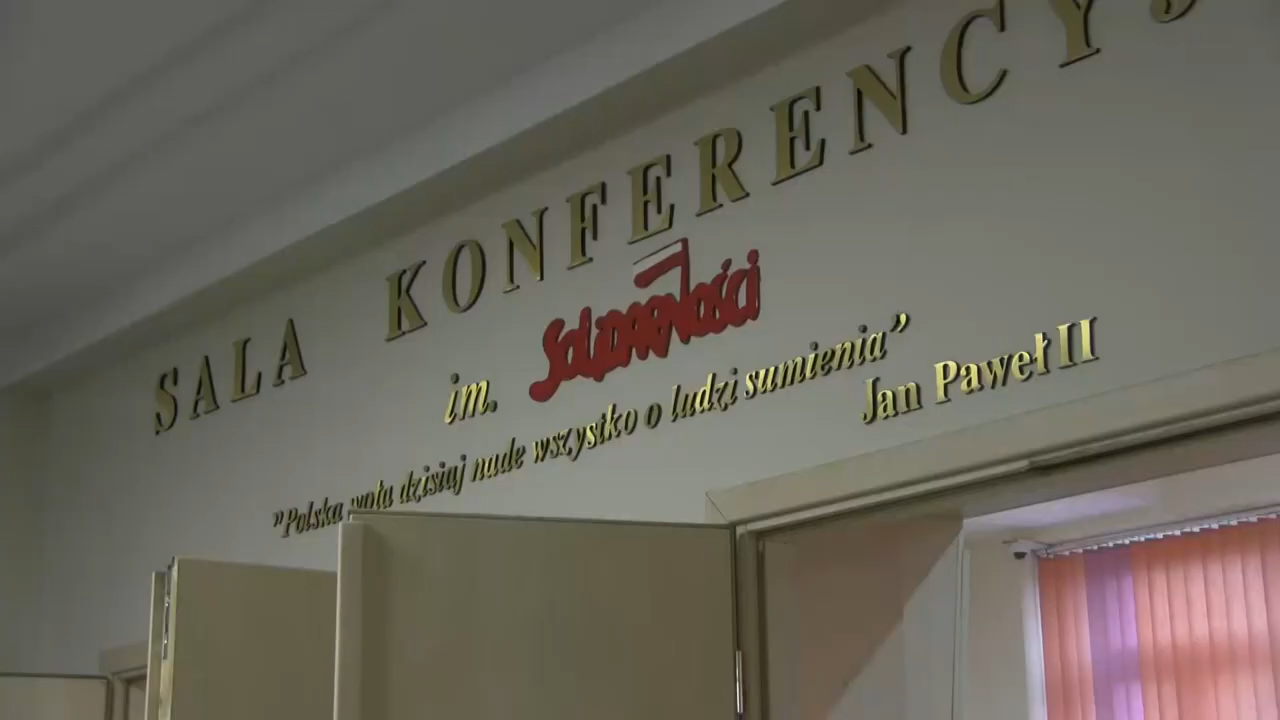 SALA KONFERENCYJ
im. Solidarności
"Polska woła dzisiaj nade wszystko o ludzi sumienia"
Jan Paweł II